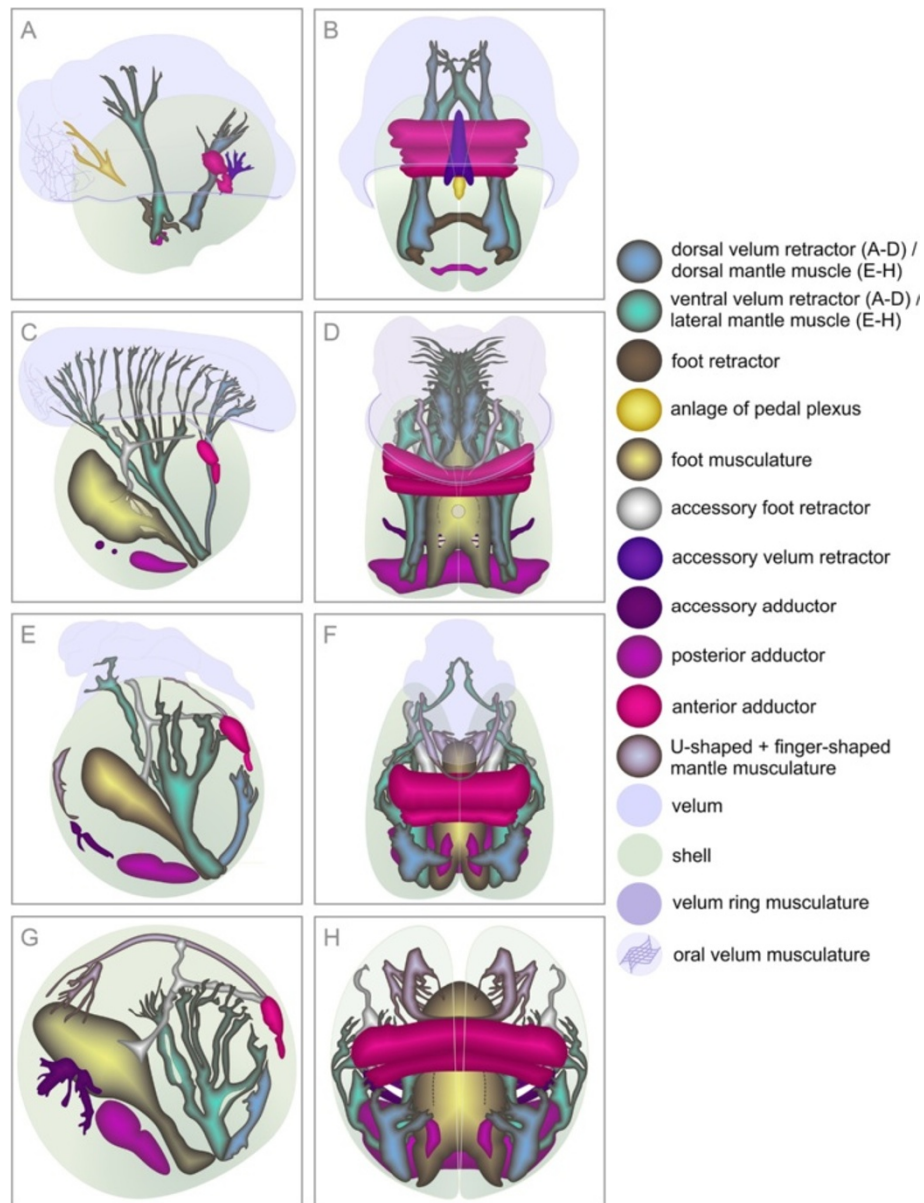 A
B
C
D
E
F
G
H
dorsal velum retractor (A-D) /
dorsal mantle muscle (E-H)
ventral velum retractor (A-D) /
lateral mantle muscle (E-H)
foot retractor
anlage of pedal plexus
foot musculature
accessory foot retractor
accessory velum retractor
accessory adductor
posterior adductor
anterior adductor
U-shaped + finger-shaped
mantle musculature
velum
shell
velum ring musculature
oral velum musculature